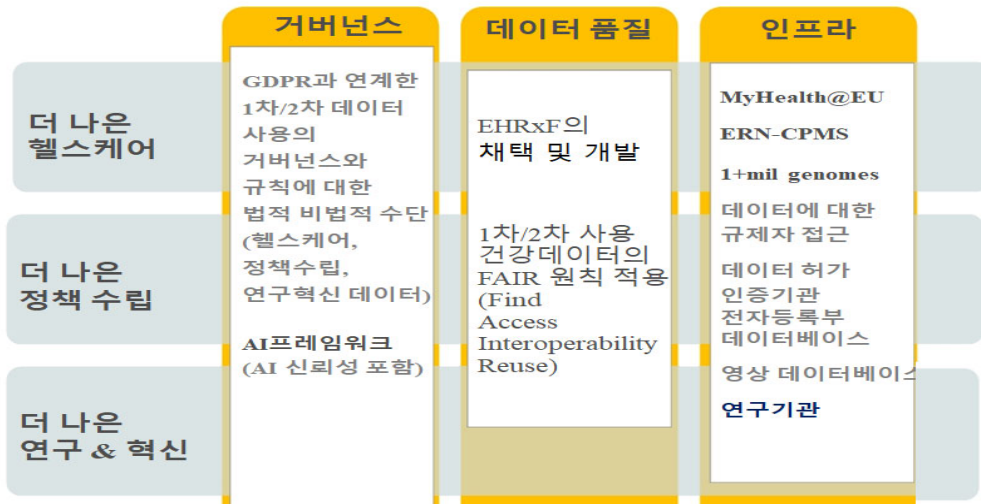 거버넌스
데이터 품질
인프라
더 나은
헬스케어
더 나은
정책 수립
더 나은
연구 & 혁신
GDPR과 연계한
1차/2차 데이터
사용의
거버넌스와
규칙에 대한
법적 비법적 수단
(헬스케어,
정책수립,
연구혁신 데이터)
AI프레임워크
(AI 신뢰성 포함)
EHRxF의
채택 및 개발
1차/2차 사용
건강데이터의
FAIR 원칙 적용
(Find
Access
Interoperability
Reuse)
MyHealth@EU
ERN-CPMS
1+mil genomes
데이터에 대한
규제자 접근
데이터 허가
인증기관
전자등록부
데이터베이스
영상 데이터베이스
연구기관